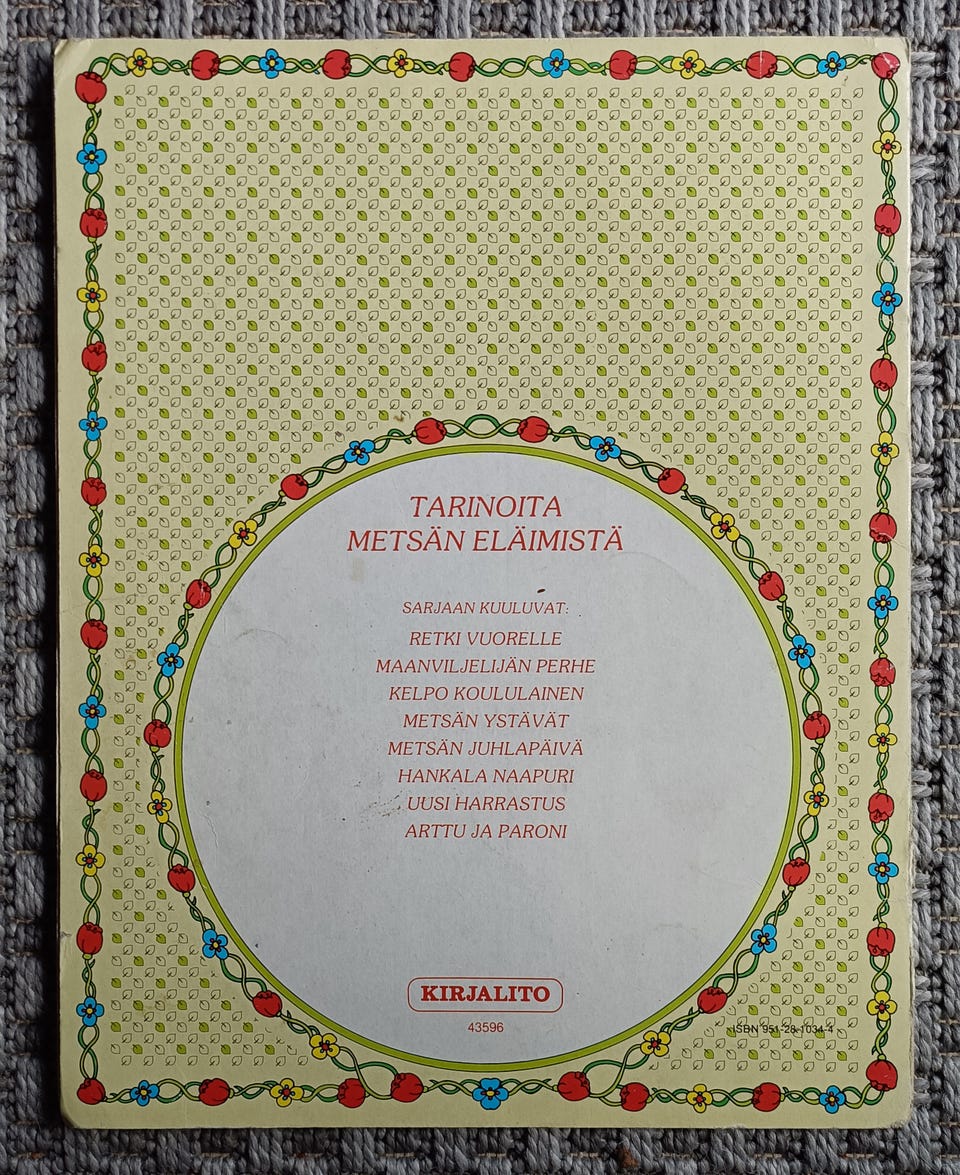 TARINOITA
METSÄN ELÄIMISTÄ
SARJAAN KUULUVAT:
RETKI VUORELLE
MAANVILJELIJÄN PERHE
KELPO KOULULAINEN
METSÄN YSTÄVÄT
METSÄN JUHLAPÄIVÄ
HANKALA NAAPURI
UUSI HARRASTUS
ARTTU JA PARONI
KIRJALITO
43596
ISBN 951-28-1034-4